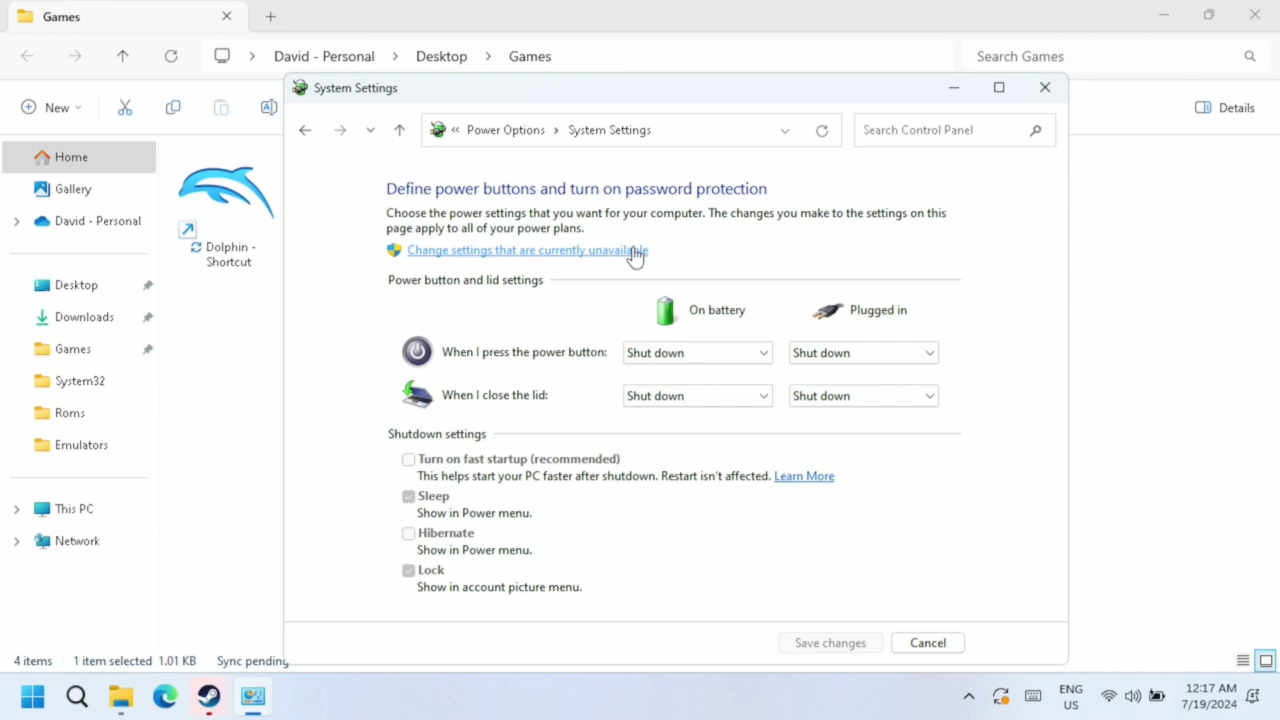 Games
David - Personal
Desktop
Games
Search Games
System Settings
New
Details
Power Options
System Settings
Search Control Panel
Home
Gallery
David - Personal
Desktop
Downloads
Games
System32
Roms
Emulators
This PC
Network
Dolphin -
Shortcut
Define power buttons and turn on password protection
Choose the power settings that you want for your computer. The changes you make to the settings on this
page apply to all of your power plans.
Change settings that are currently unavailable
Power button and lid settings
On battery
Plugged in
When I press the power button:
Shut down
Shut down
When I close the lid:
Shut down
Shut down
Shutdown settings
Turn on fast startup (recommended)
This helps start your PC faster after shutdown. Restart isn't affected. Learn More
Sleep
Show in Power menu.
Hibernate
Show in Power menu.
Lock
Show in account picture menu.
Save changes
Cancel
4 items
1 item selected 1.01 KB
Sync pending
ENG
US
12:17 AM
7/19/2024